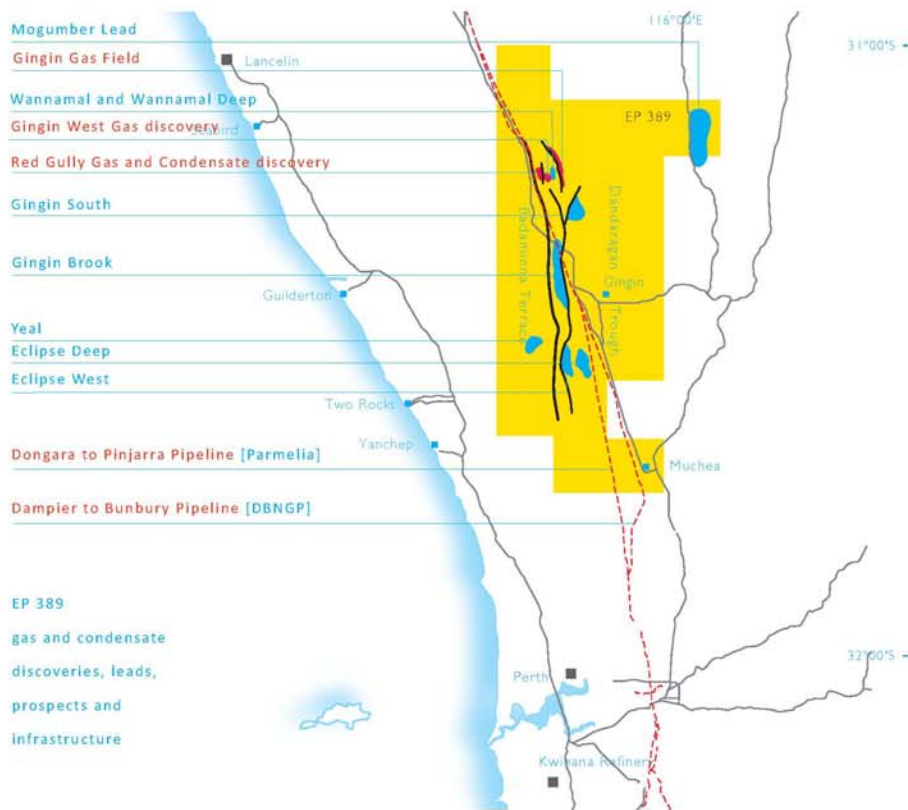 116°00'E
Mogumber Lead
31°00'S
Gingin Gas Field
Lancelin
Wannamal and Wannamal Deep
EP 389
Gingin West Gas discovery
Seabird
Red Gully Gas and Condensate discovery
Gingin South
Dandaragan Trough
Badaminna Terrace
Gingin Brook
Gingin
Guilderton
Yeal
Eclipse Deep
Eclipse West
Two Rocks
Yanchep
Dongara to Pinjarra Pipeline [Parmelia]
Muchea
Dampier to Bunbury Pipeline [DBNGP]
EP 389
gas and condensate
discoveries, leads,
prospects and
infrastructure
32°00'S
Perth
Kwinana Refinery